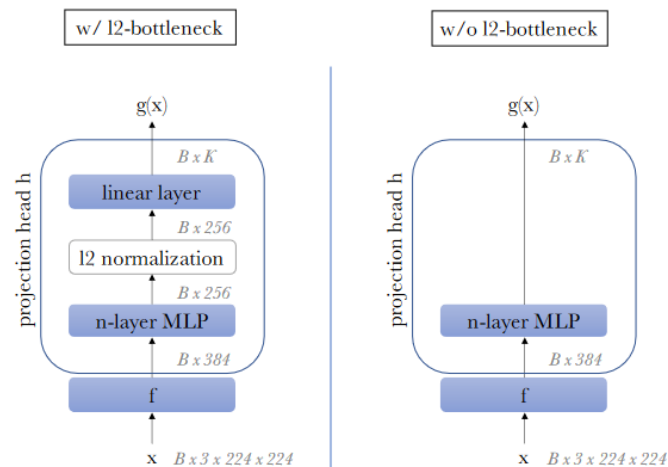 w/ l2-bottleneck
g(x)
B x K
linear layer
B x 256
l2 normalization
B x 256
n-layer MLP
B x 384
f
x B x 3 x 224 x 224
projection head h
w/o l2-bottleneck
g(x)
B x K
n-layer MLP
B x 384
f
x B x 3 x 224 x 224
projection head h